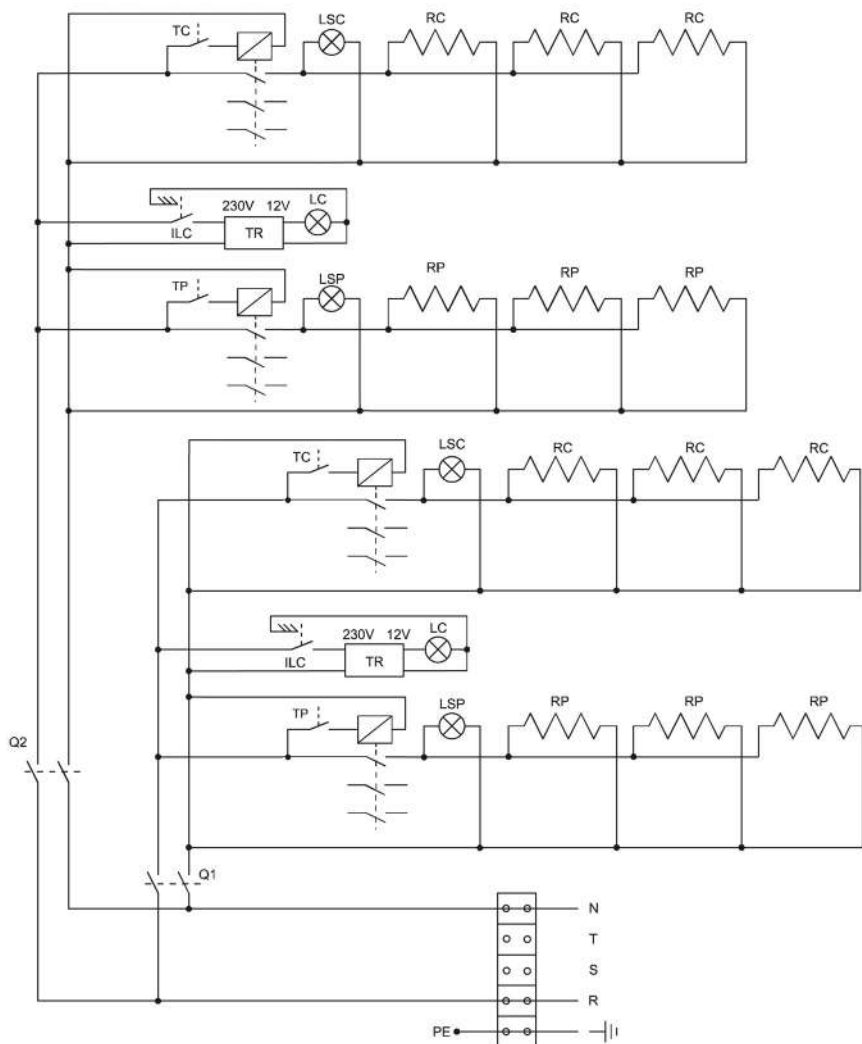 TC LSC RC RC RC
230V 12V LC
ILC TR
TP LSP RP RP RP
TC LSC RC RC RC
230V 12V LC
ILC TR
TP LSP RP RP RP
Q2
Q1
N
T
S
R
PE